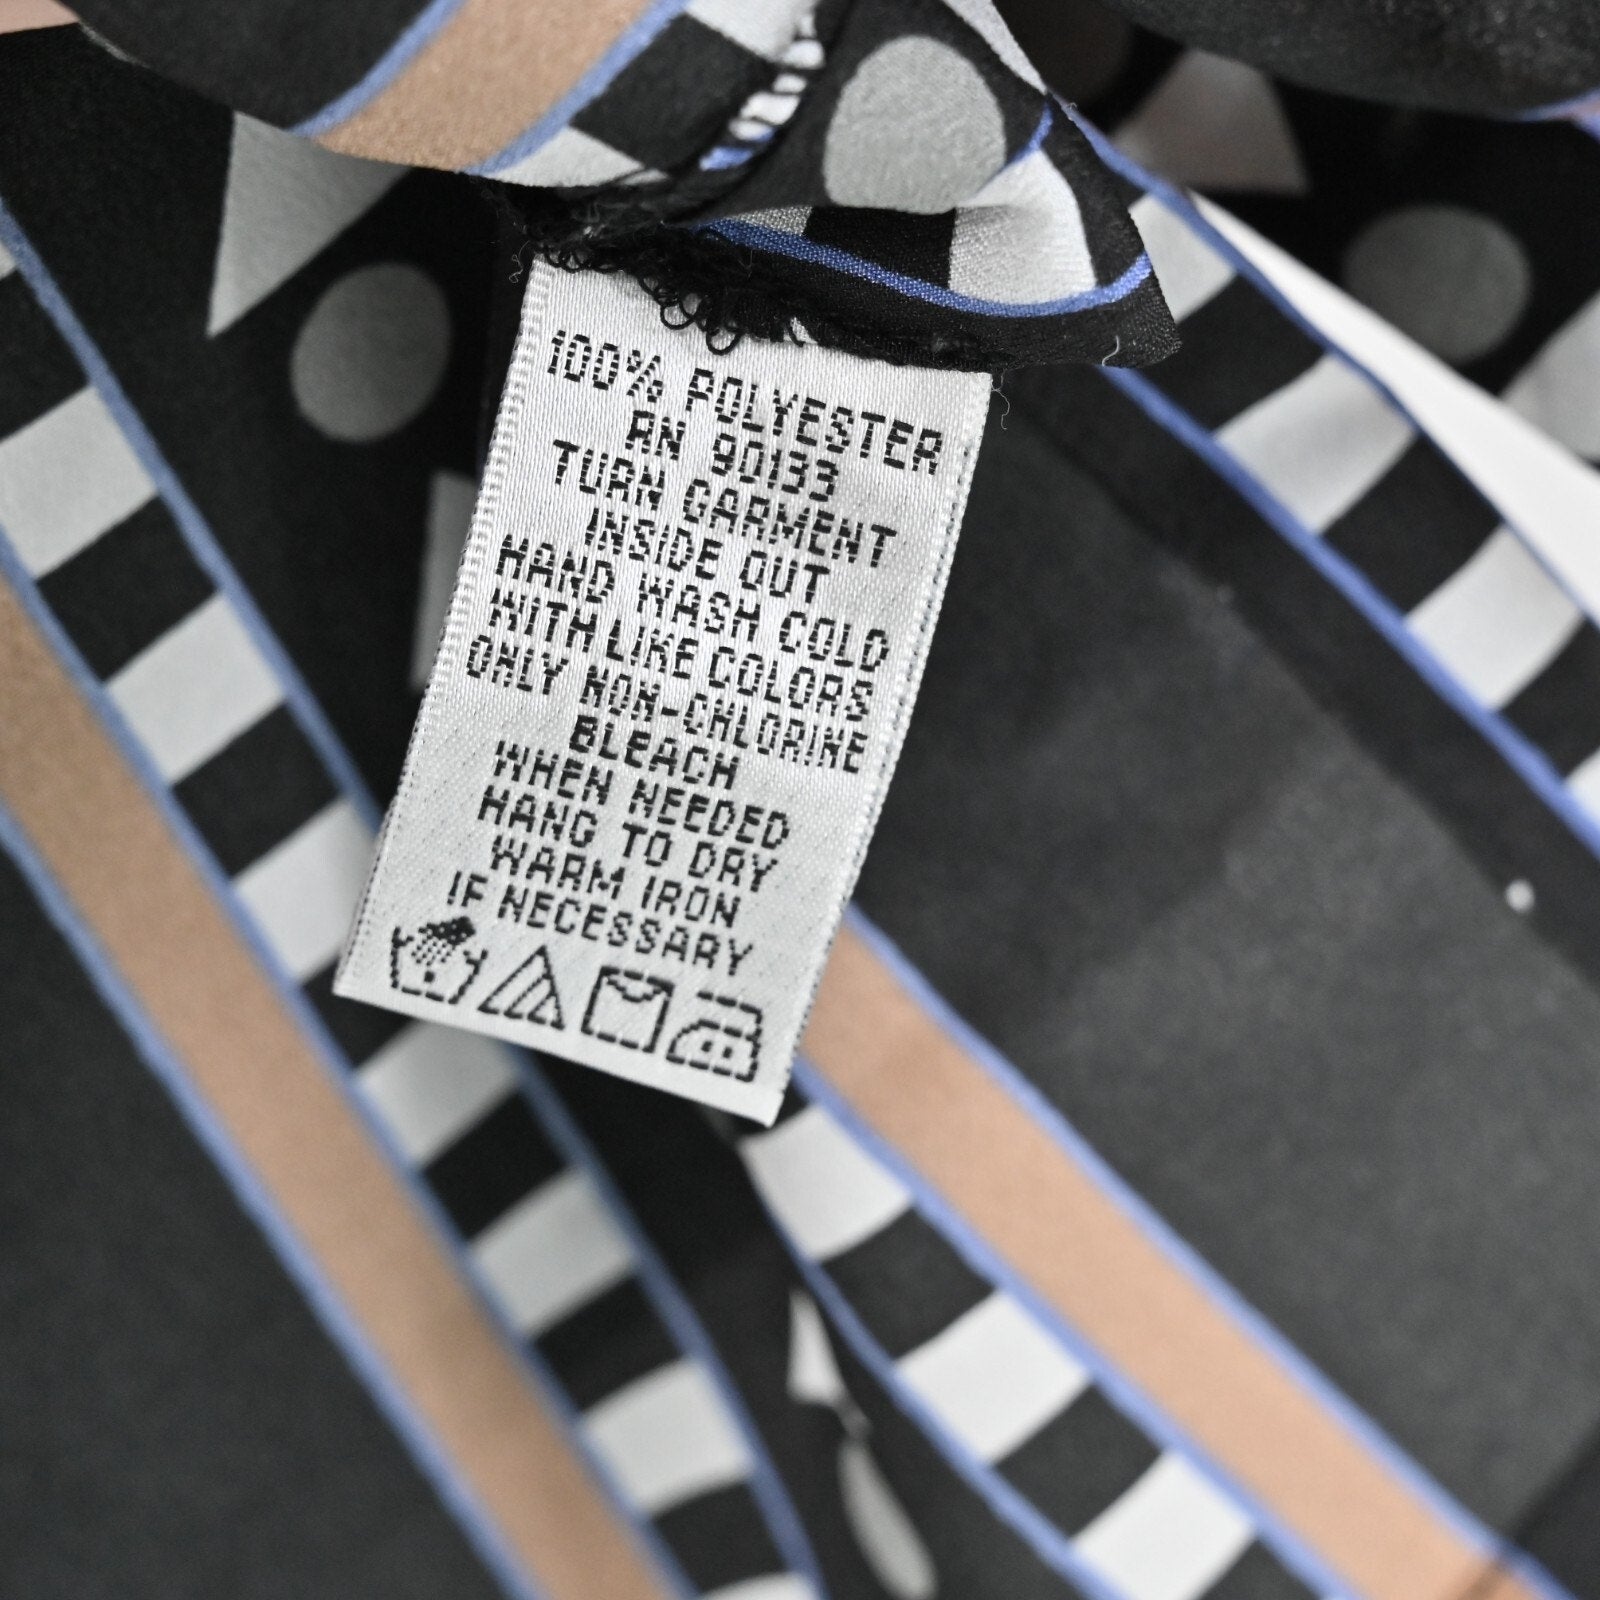 100% POLYESTER
RN 90133
TURN GARMENT
INSIDE OUT
HAND WASH COLD
WITH LIKE COLORS
ONLY NON-CHLORINE
BLEACH
WHEN NEEDED
HANG TO DRY
WARM IRON
IF NECESSARY